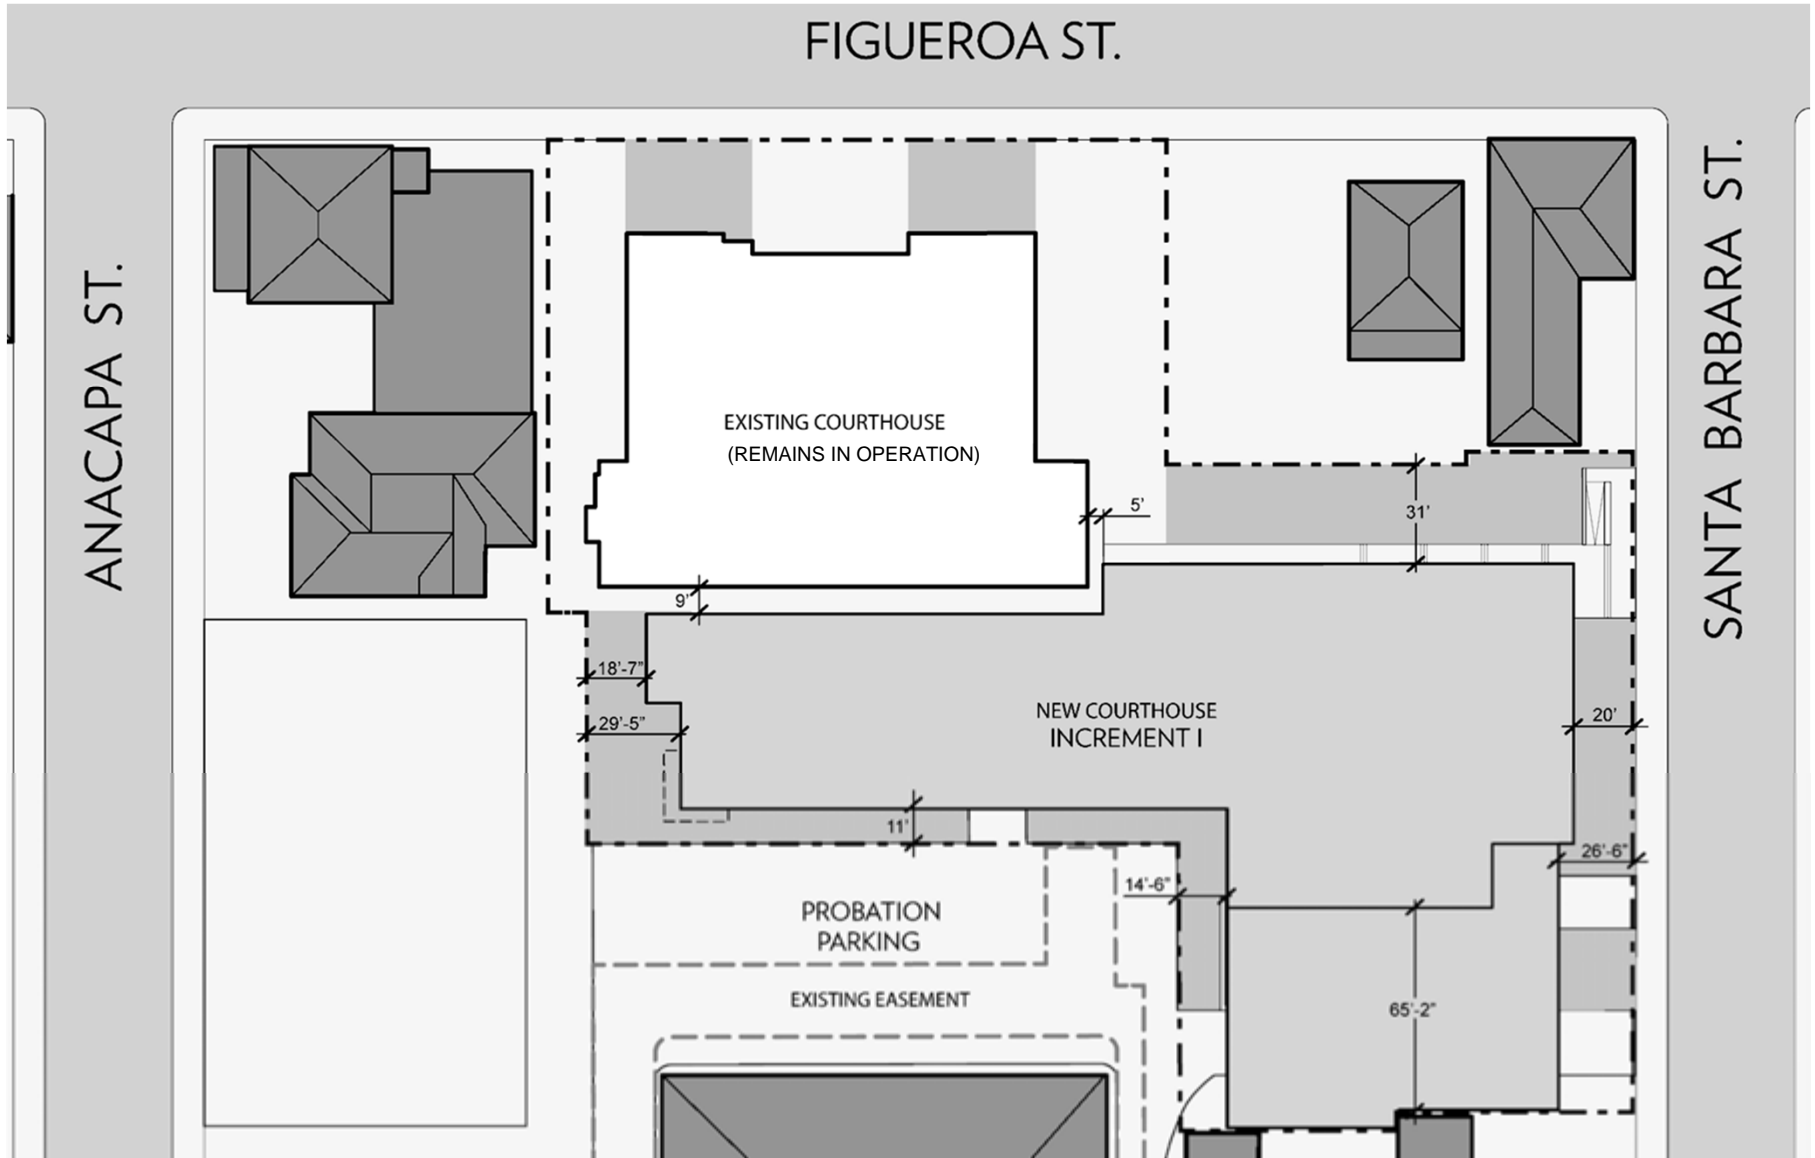 FIGUEROA ST.
ANACAPA ST.
SANTA BARBARA ST.
EXISTING COURTHOUSE
(REMAINS IN OPERATION)
5’
31’
9’
18’-7”
29’-5”
NEW COURTHOUSE
INCREMENT I
20’
11’
26’-6”
14’-6”
PROBATION
PARKING
EXISTING EASEMENT
65’-2”